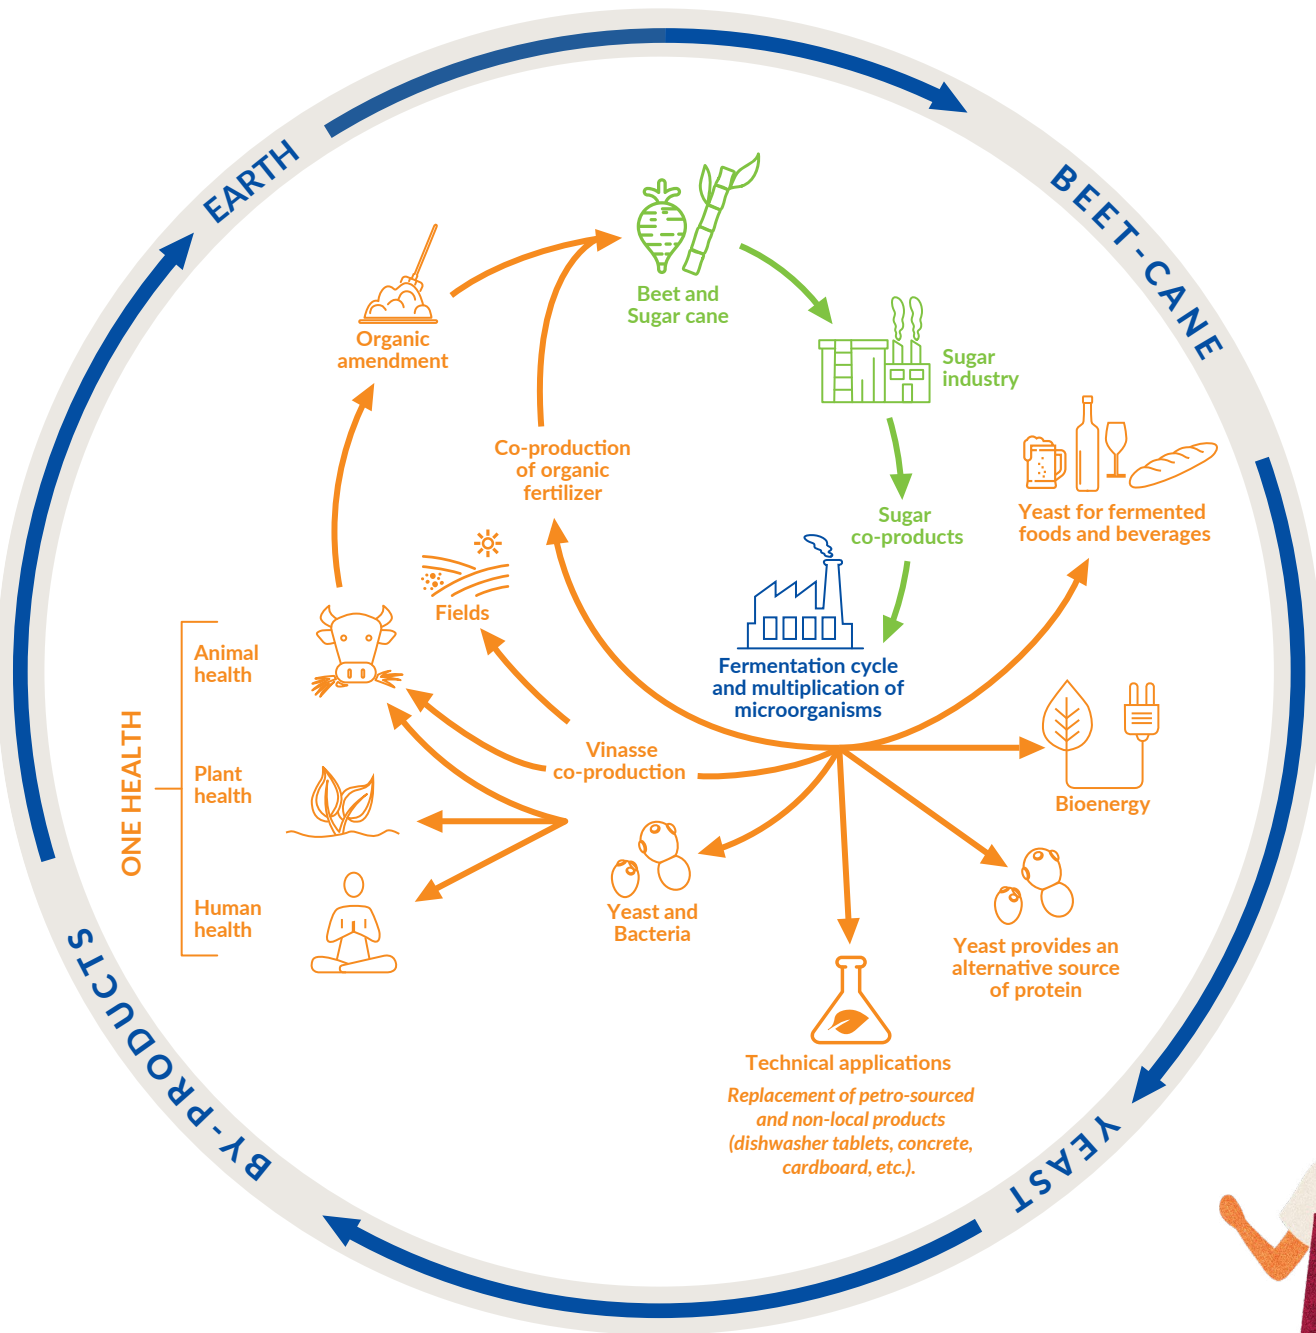 EARTH
BEET-CANE
YEAST
BY-PRODUCTS
Beet and
Sugar cane
Sugar
industry
Sugar
co-products
Fermentation cycle
and multiplication of
microorganisms
Yeast for fermented
foods and beverages
Bioenergy
Yeast provides an
alternative source
of protein
Technical applications
Replacement of petro-sourced
and non-local products
(dishwasher tablets, concrete,
cardboard, etc.).
Yeast and
Bacteria
Vinasse
co-production
Fields
Co-production
of organic
fertilizer
Organic
amendment
ONE HEALTH
Animal
health
Plant
health
Human
health